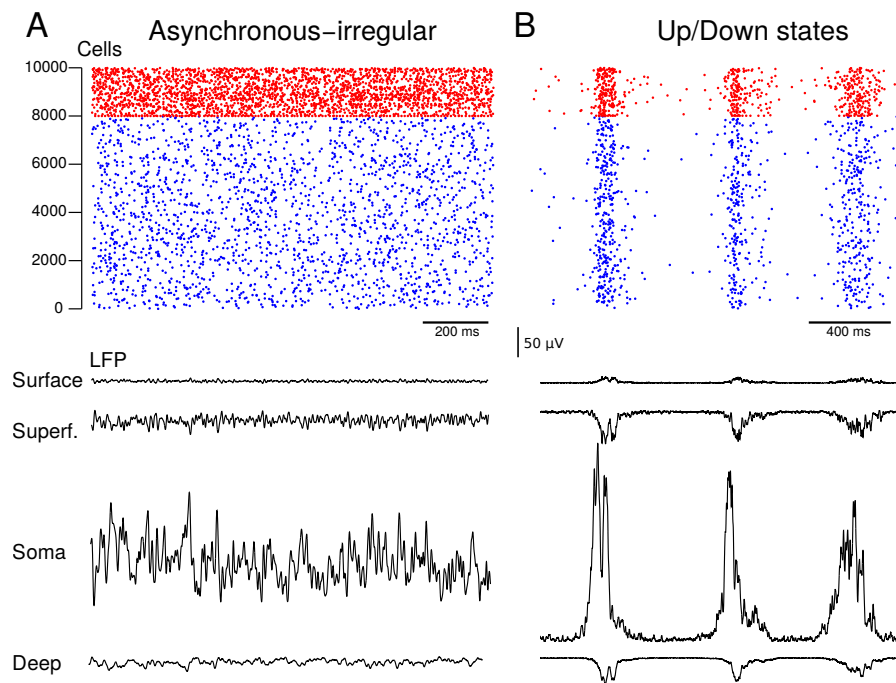 A
Asynchronous−irregular
B
Up/Down states
Cells
10000
8000
6000
4000
2000
0
200 ms
400 ms
50 µV
LFP
Surface
Superf.
Soma
Deep